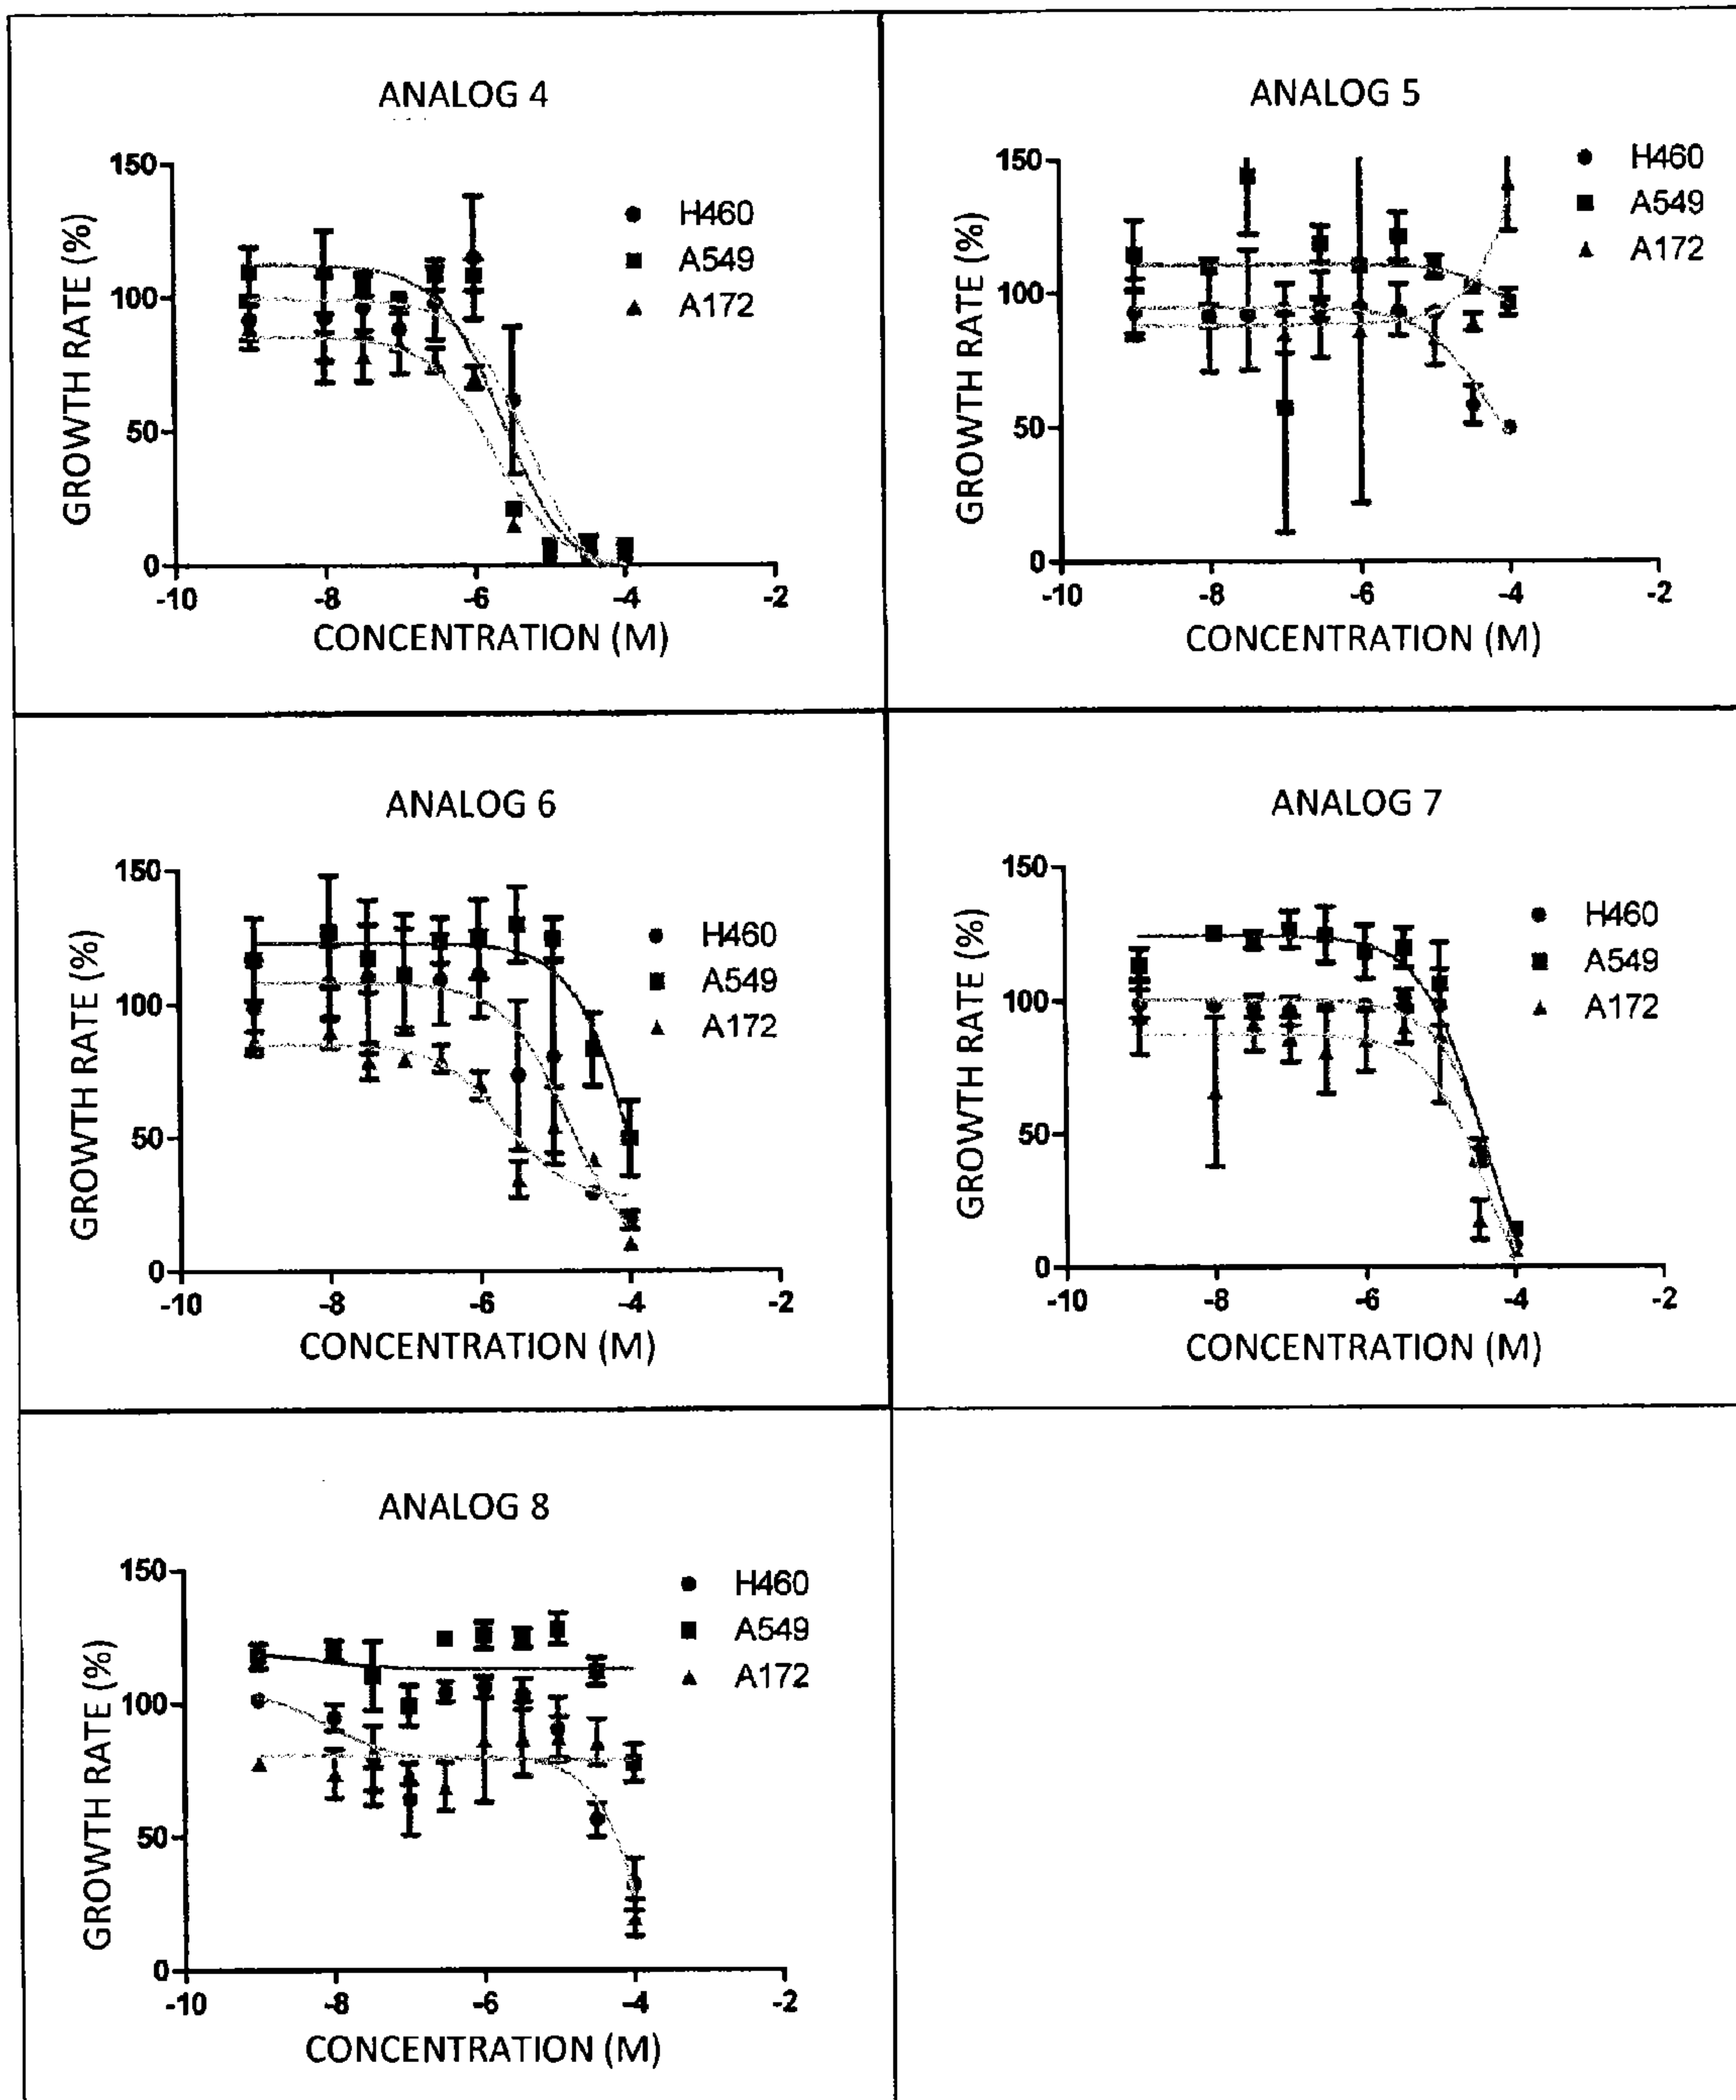 ANALOG 4
150
100
50
0
-10
-8
-6
-4
-2
GROWTH RATE (%)
CONCENTRATION (M)
H460
A549
A172
ANALOG 5
150
100
50
0
-10
-8
-6
-4
-2
GROWTH RATE (%)
CONCENTRATION (M)
H460
A549
A172
ANALOG 6
150
100
50
0
-10
-8
-6
-4
-2
GROWTH RATE (%)
CONCENTRATION (M)
H460
A549
A172
ANALOG 7
150
100
50
0
-10
-8
-6
-4
-2
GROWTH RATE (%)
CONCENTRATION (M)
H460
A549
A172
ANALOG 8
150
100
50
0
-10
-8
-6
-4
-2
GROWTH RATE (%)
CONCENTRATION (M)
H460
A549
A172